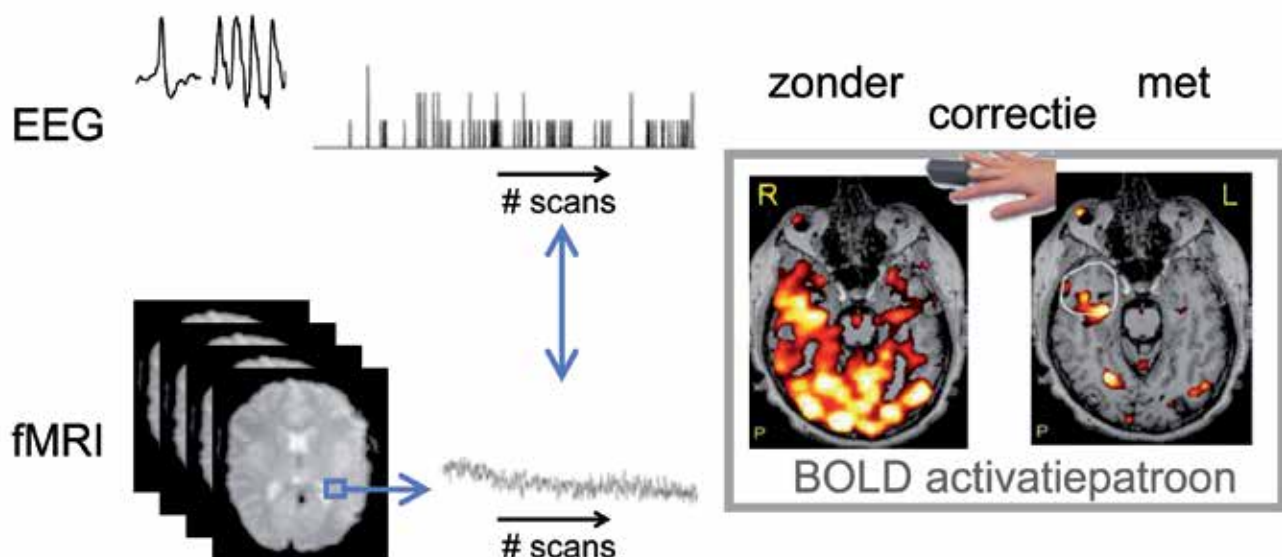 EEG
# scans
fMRI
# scans
zonder
met
correctie
R
L
P
P
BOLD activatiepatroon